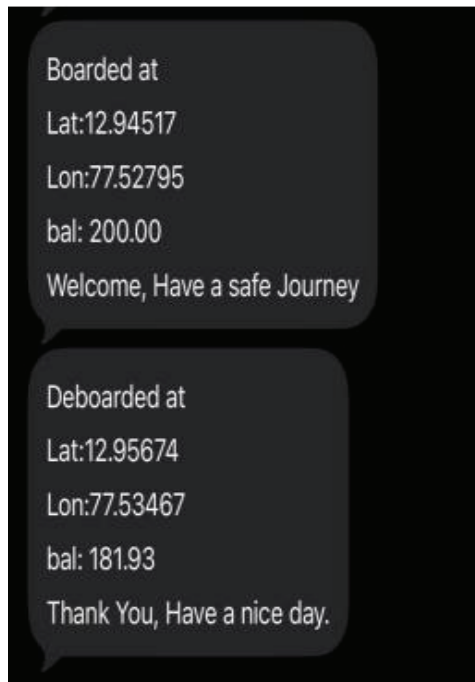 Boarded at
Lat:12.94517
Lon:77.52795
bal: 200.00
Welcome, Have a safe Journey
Deboarded at
Lat:12.95674
Lon:77.53467
bal: 181.93
Thank You, Have a nice day.